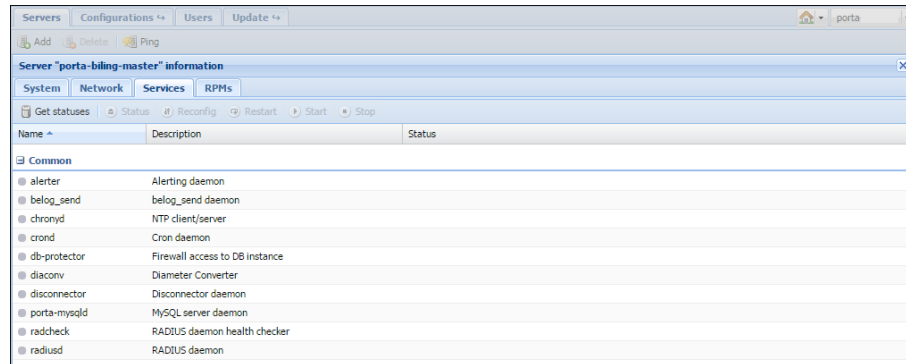 Servers Configurations ↪ Users Update ↪ porta
Add Delete Ping
Server "porta-biling-master" information
System Network Services RPMs
Get statuses Status Reconfig Restart Start Stop
Name Description Status
Common
alerter Alerting daemon
belog_send belog_send daemon
chronyd NTP client/server
crond Cron daemon
db-protector Firewall access to DB instance
diaconv Diameter Converter
disconnector Disconnector daemon
porta-mysqld MySQL server daemon
radcheck RADIUS daemon health checker
radiusd RADIUS daemon